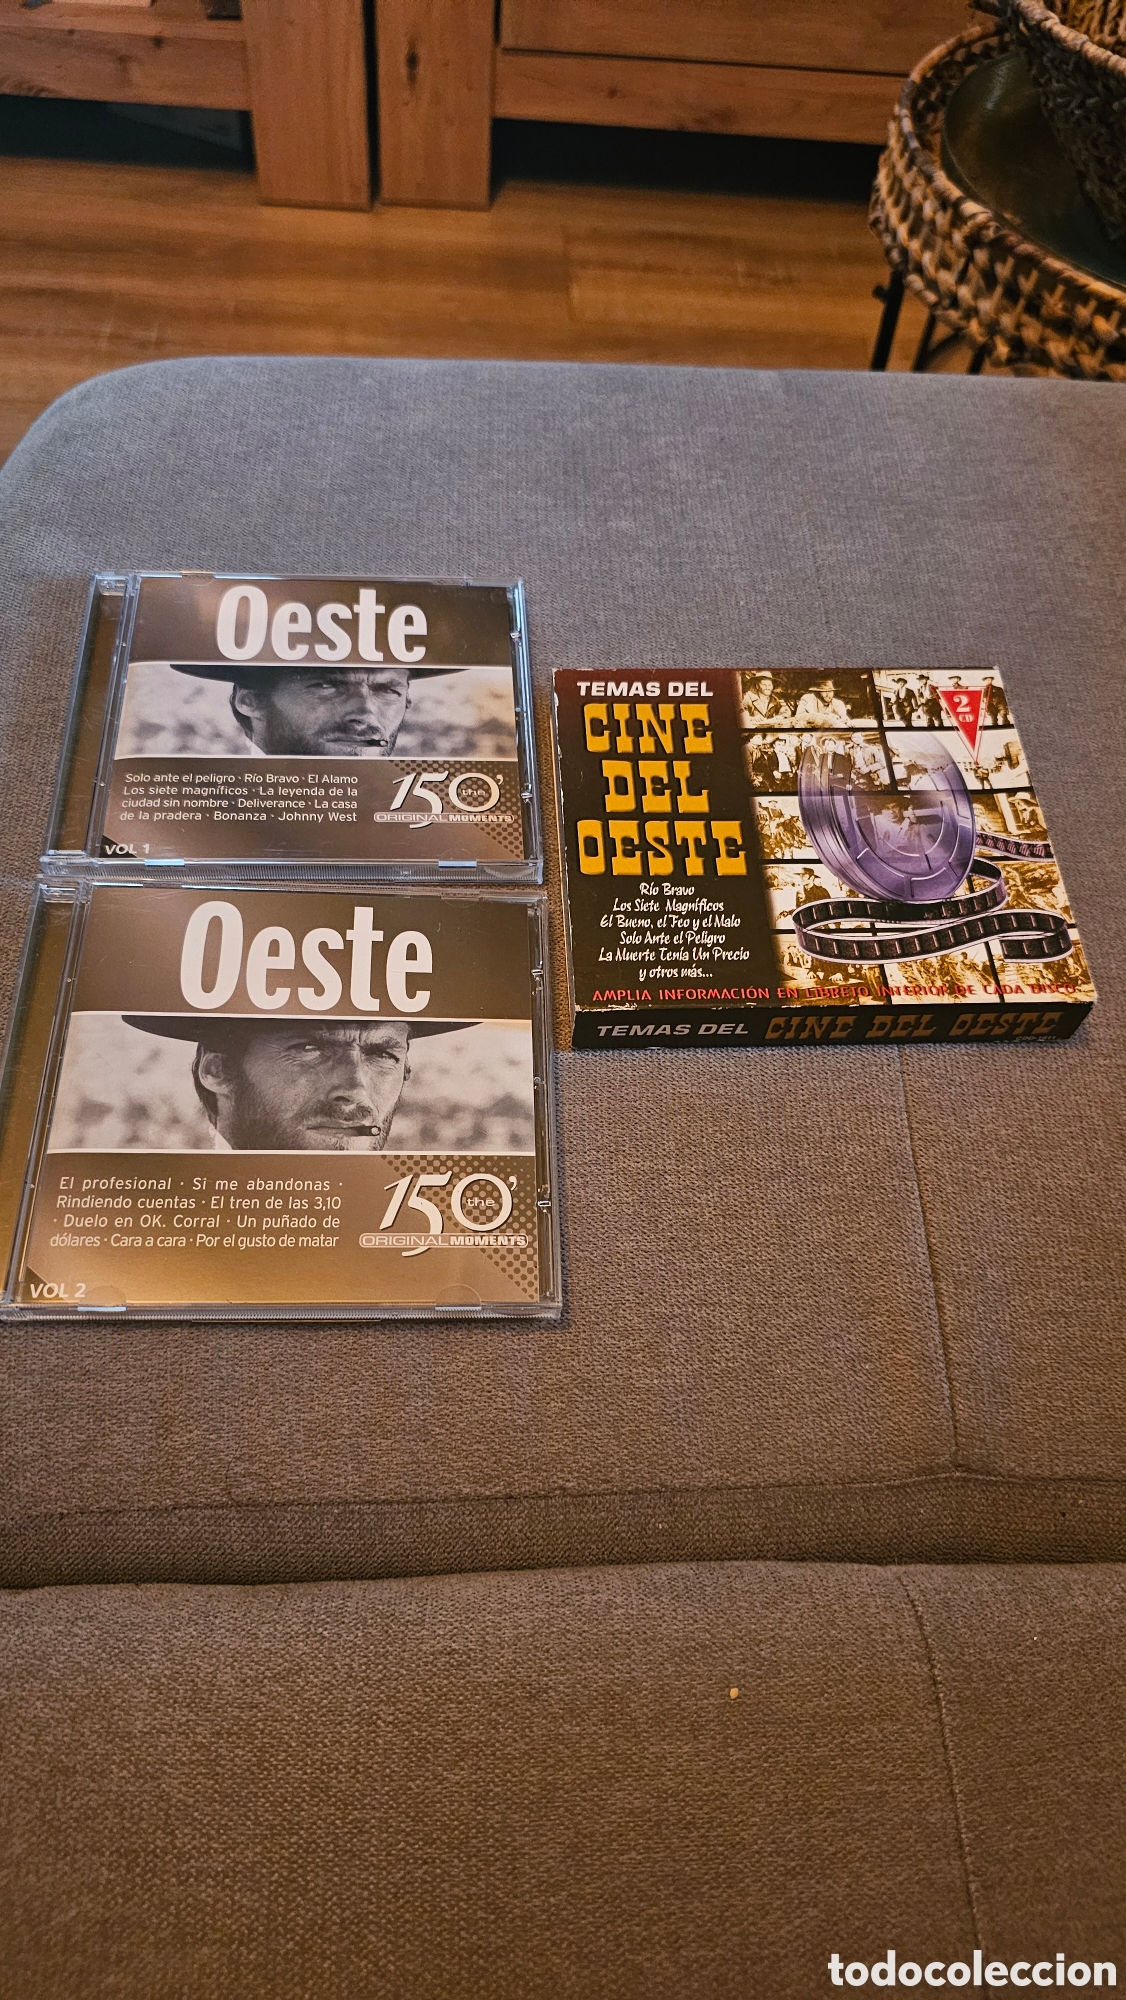 Oeste
Solo ante el peligro · Río Bravo · El Alamo
Los siete magníficos · La leyenda de la
ciudad sin nombre · Deliverance · La casa
de la pradera · Bonanza · Johnny West
150'
the
ORIGINAL MOMENTS
VOL 1
Oeste
El profesional · Si me abandonas ·
Rindiendo cuentas · El tren de las 3,10
· Duelo en OK. Corral · Un puñado de
dólares · Cara a cara · Por el gusto de matar
150'
the
ORIGINAL MOMENTS
VOL 2
TEMAS DEL
CINE
DEL
OESTE
2
CD
Río Bravo
Los Siete Magníficos
El Bueno, el Feo y el Malo
Solo Ante el Peligro
La Muerte Tenía Un Precio
y otros más...
AMPLIA INFORMACIÓN EN LIBRETO INTERIOR DE CADA DISCO
TEMAS DEL CINE DEL OESTE
todocoleccion